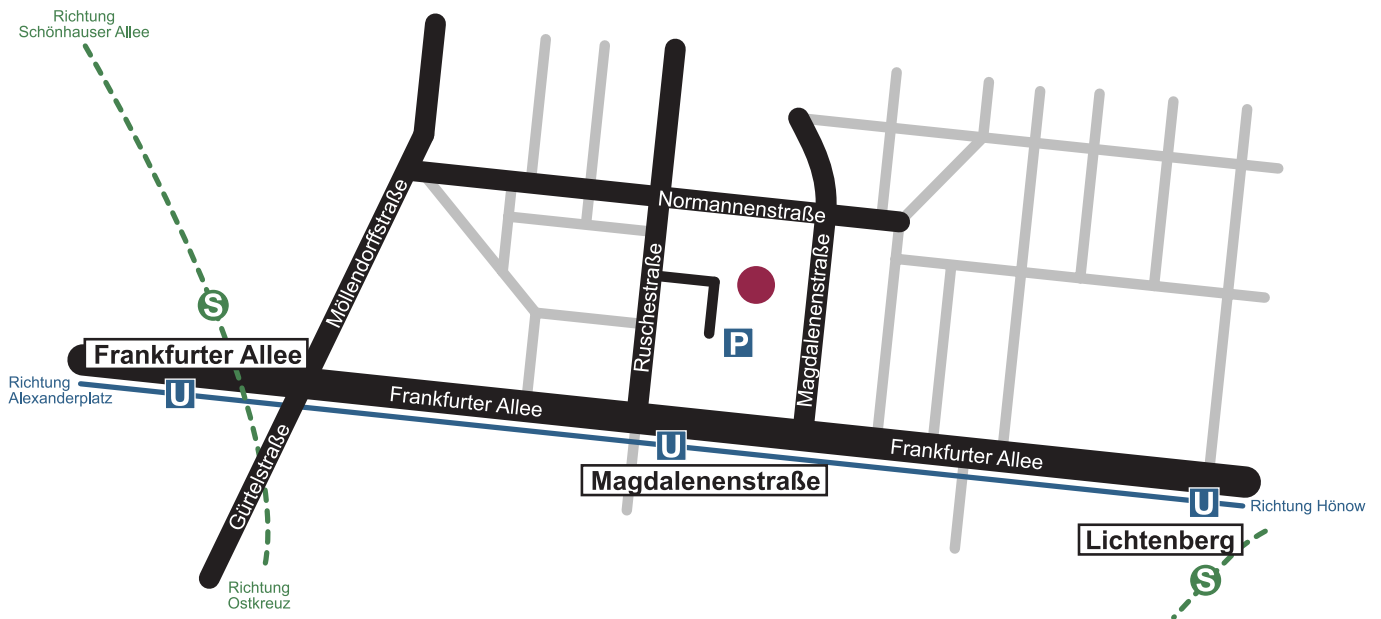 Richtung
Schönhauser Allee
Möllendorffstraße
Normannenstraße
Ruschestraße
Magdalenenstraße
S
P
Frankfurter Allee
Richtung
Alexanderplatz
U
Frankfurter Allee
Gürtelstraße
U
Magdalenenstraße
Frankfurter Allee
U
Richtung Hönow
Lichtenberg
S
Richtung
Ostkreuz